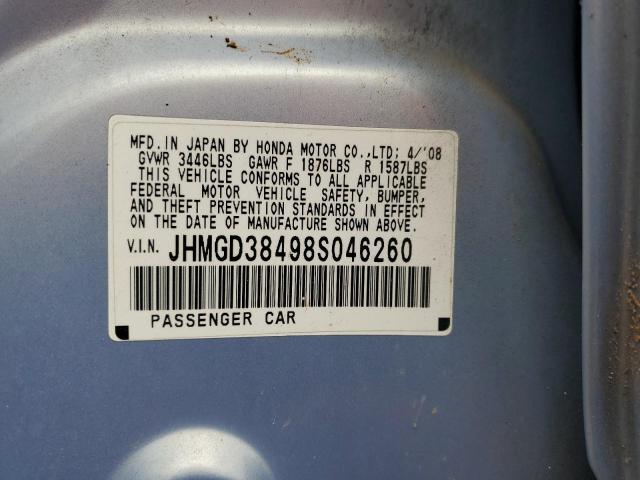 MFD. IN JAPAN BY HONDA MOTOR CO.,LTD; 4/'08
GVWR 3446LBS GAWR F 1876LBS R 1587LBS
THIS VEHICLE CONFORMS TO ALL APPLICABLE
FEDERAL MOTOR VEHICLE SAFETY, BUMPER,
AND THEFT PREVENTION STANDARDS IN EFFECT
ON THE DATE OF MANUFACTURE SHOWN ABOVE.
V.I.N. JHMGD38498S046260
PASSENGER CAR